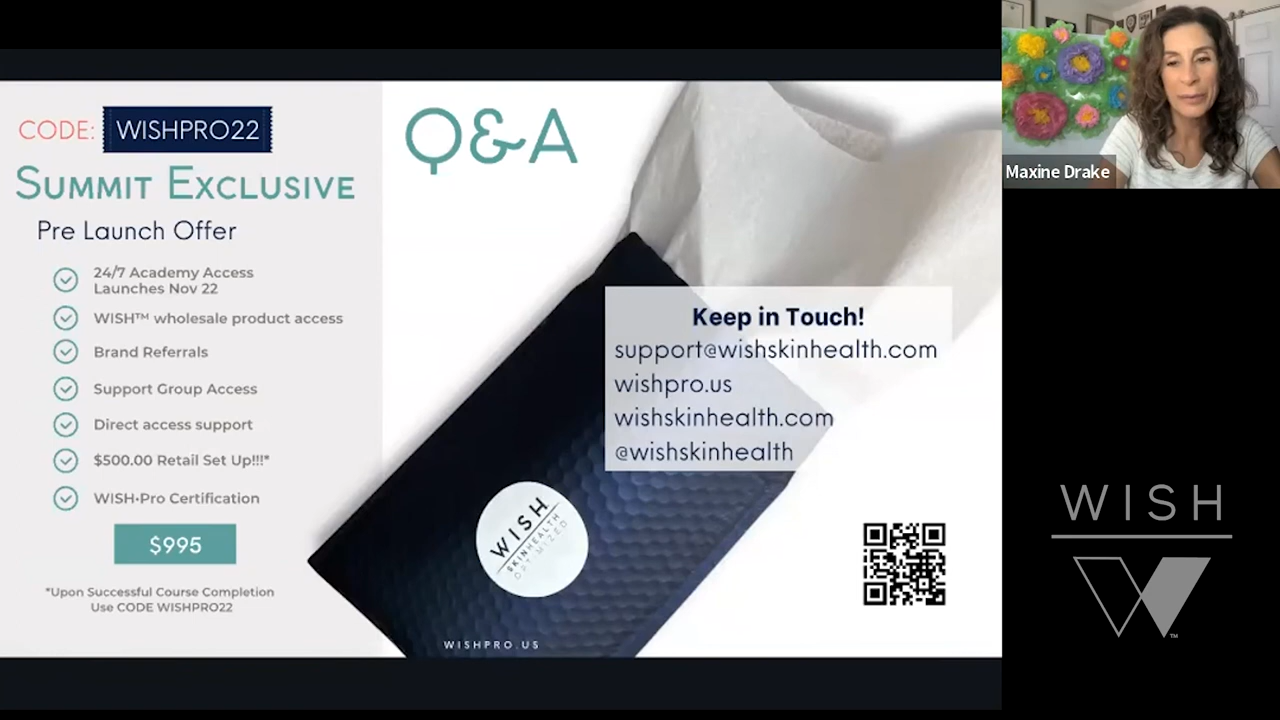 CODE: WISHPRO22
SUMMIT EXCLUSIVE
Pre Launch Offer
24/7 Academy Access
Launches Nov 22
WISH™ wholesale product access
Brand Referrals
Support Group Access
Direct access support
$500.00 Retail Set Up!!!*
WISH•Pro Certification
$995
*Upon Successful Course Completion
Use CODE WISHPRO22
Q&A
Keep in Touch!
support@wishskinhealth.com
wishpro.us
wishskinhealth.com
@wishskinhealth
WISH
SKINHEALTH
OPTIMIZED
WISHPRO.US
Maxine Drake
WISH
W™